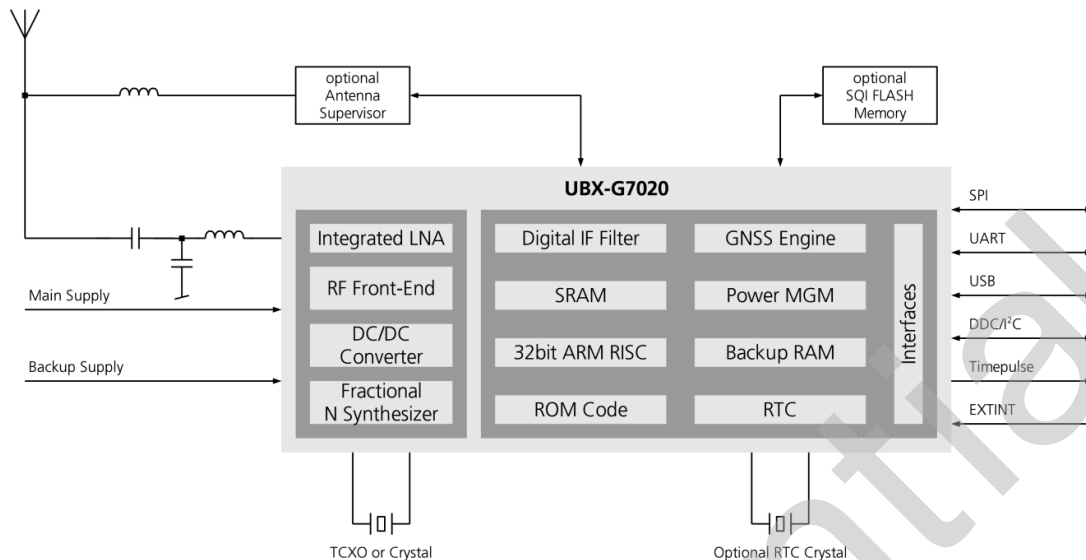 optional
Antenna
Supervisor
optional
SQI FLASH
Memory
UBX-G7020
Integrated LNA
RF Front-End
DC/DC
Converter
Fractional
N Synthesizer
Digital IF Filter
SRAM
32bit ARM RISC
ROM Code
GNSS Engine
Power MGM
Backup RAM
RTC
Interfaces
Main Supply
Backup Supply
SPI
UART
USB
DDC/I²C
Timepulse
EXTINT
TCXO or Crystal
Optional RTC Crystal
ntial